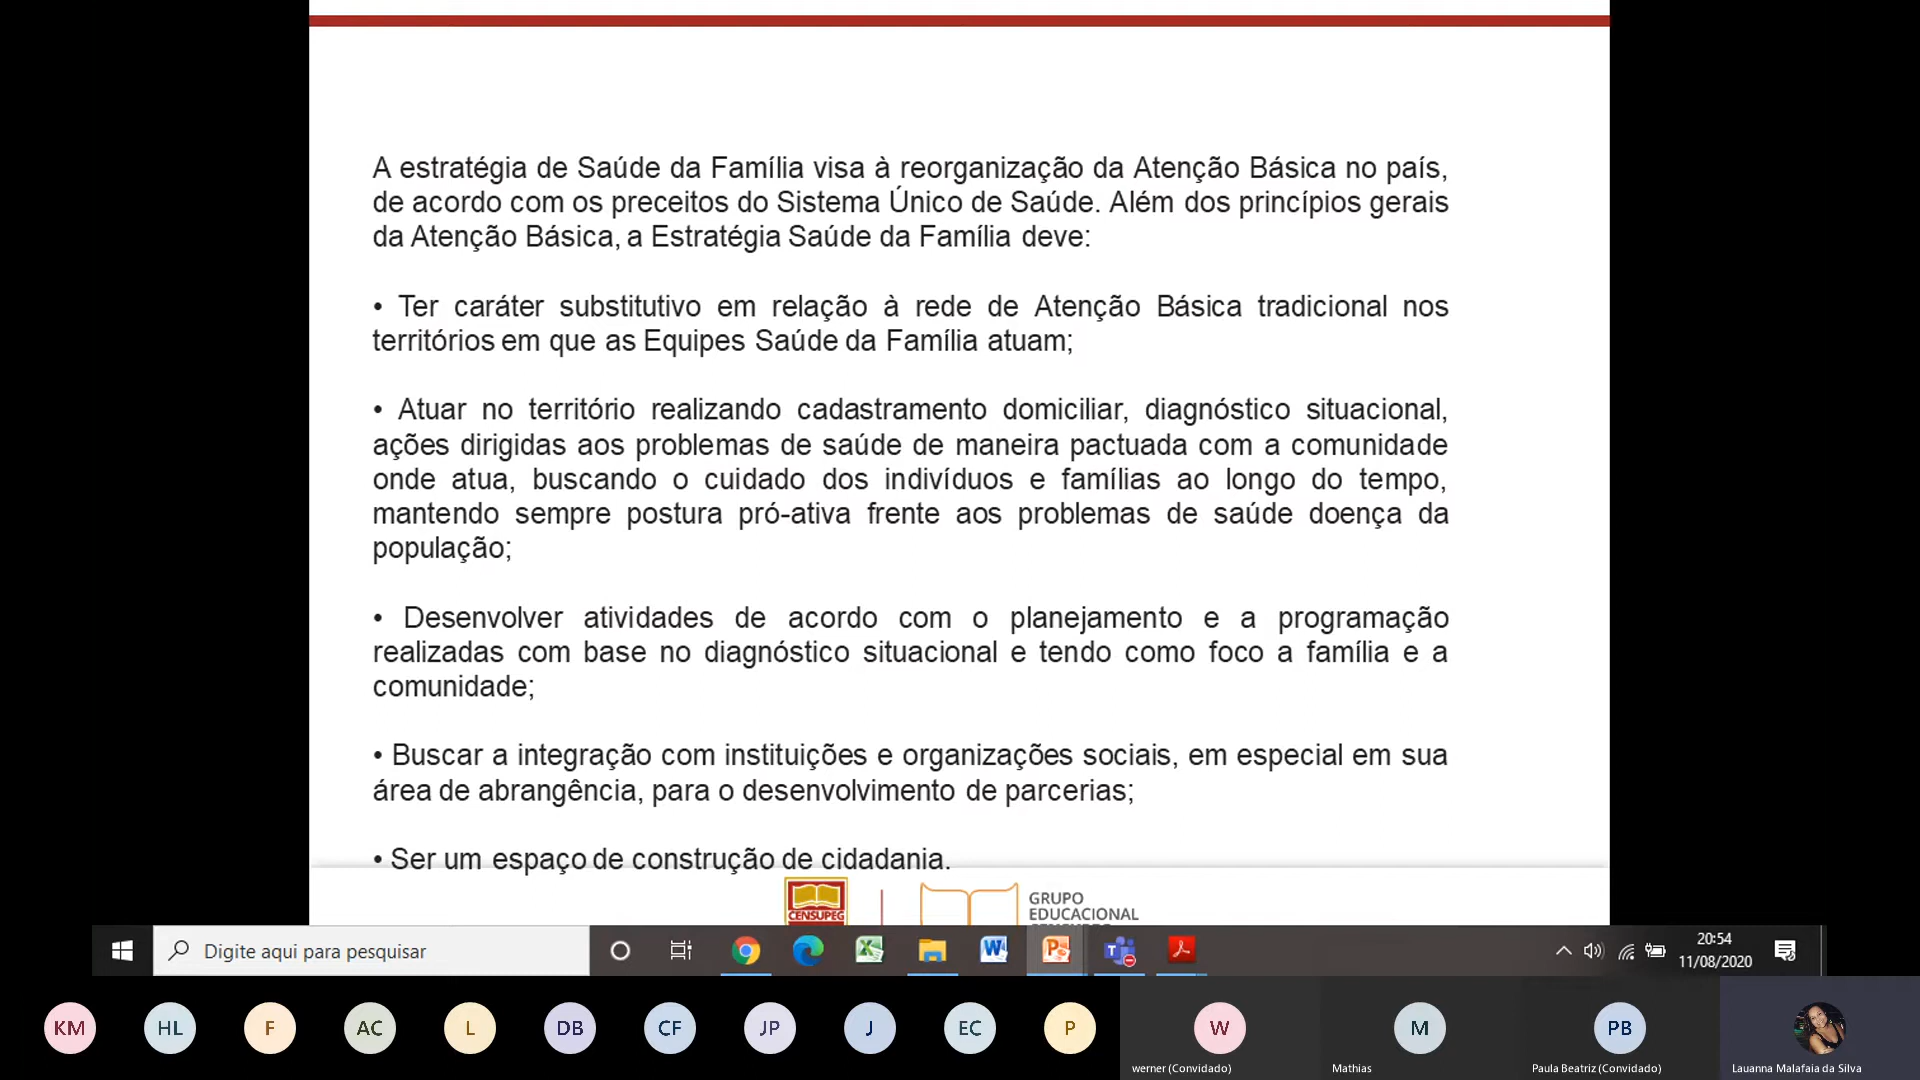 A estratégia de Saúde da Família visa à reorganização da Atenção Básica no país,
de acordo com os preceitos do Sistema Único de Saúde. Além dos princípios gerais
da Atenção Básica, a Estratégia Saúde da Família deve:
• Ter caráter substitutivo em relação à rede de Atenção Básica tradicional nos
territórios em que as Equipes Saúde da Família atuam;
• Atuar no território realizando cadastramento domiciliar, diagnóstico situacional,
ações dirigidas aos problemas de saúde de maneira pactuada com a comunidade
onde atua, buscando o cuidado dos indivíduos e famílias ao longo do tempo,
mantendo sempre postura pró-ativa frente aos problemas de saúde doença da
população;
• Desenvolver atividades de acordo com o planejamento e a programação
realizadas com base no diagnóstico situacional e tendo como foco a família e a
comunidade;
• Buscar a integração com instituições e organizações sociais, em especial em sua
área de abrangência, para o desenvolvimento de parcerias;
• Ser um espaço de construção de cidadania.
CENSUPEG
GRUPO
EDUCACIONAL
Digite aqui para pesquisar
20:54
11/08/2020
KM
HL
F
AC
L
DB
CF
JP
J
EC
P
W
M
PB
werner (Convidado)
Mathias
Paula Beatriz (Convidado)
Lauanna Malafaia da Silva